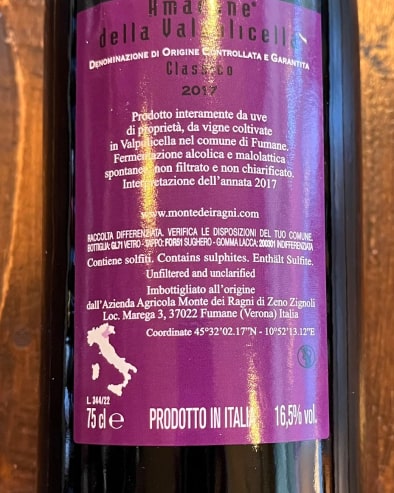 Amarone®
della Valpolicella
Denominazione di Origine Controllata e Garantita
Classico
2017
Prodotto interamente da uve
di proprietà, da vigne coltivate
in Valpolicella nel comune di Fumane.
Fermentazione alcolica e malolattica
spontanee, non filtrato e non chiarificato.
Interpretazione dell'annata 2017
www.montedeiragni.com
RACCOLTA DIFFERENZIATA. VERIFICA LE DISPOSIZIONI DEL TUO COMUNE.
BOTTIGLIA: GL71 VETRO - TAPPO: FOR51 SUGHERO - GOMMA LACCA: 200301 INDIFFERENZIATA
Contiene solfiti. Contains sulphites. Enthält Sulfite.
Unfiltered and unclarified
Imbottigliato all'origine
dall'Azienda Agricola Monte dei Ragni di Zeno Zignoli
Loc. Marega 3, 37022 Fumane (Verona) Italia
Coordinate 45°32'02.17"N - 10°52'13.12"E
L. 344/22
75 cl e PRODOTTO IN ITALIA 16,5% vol.